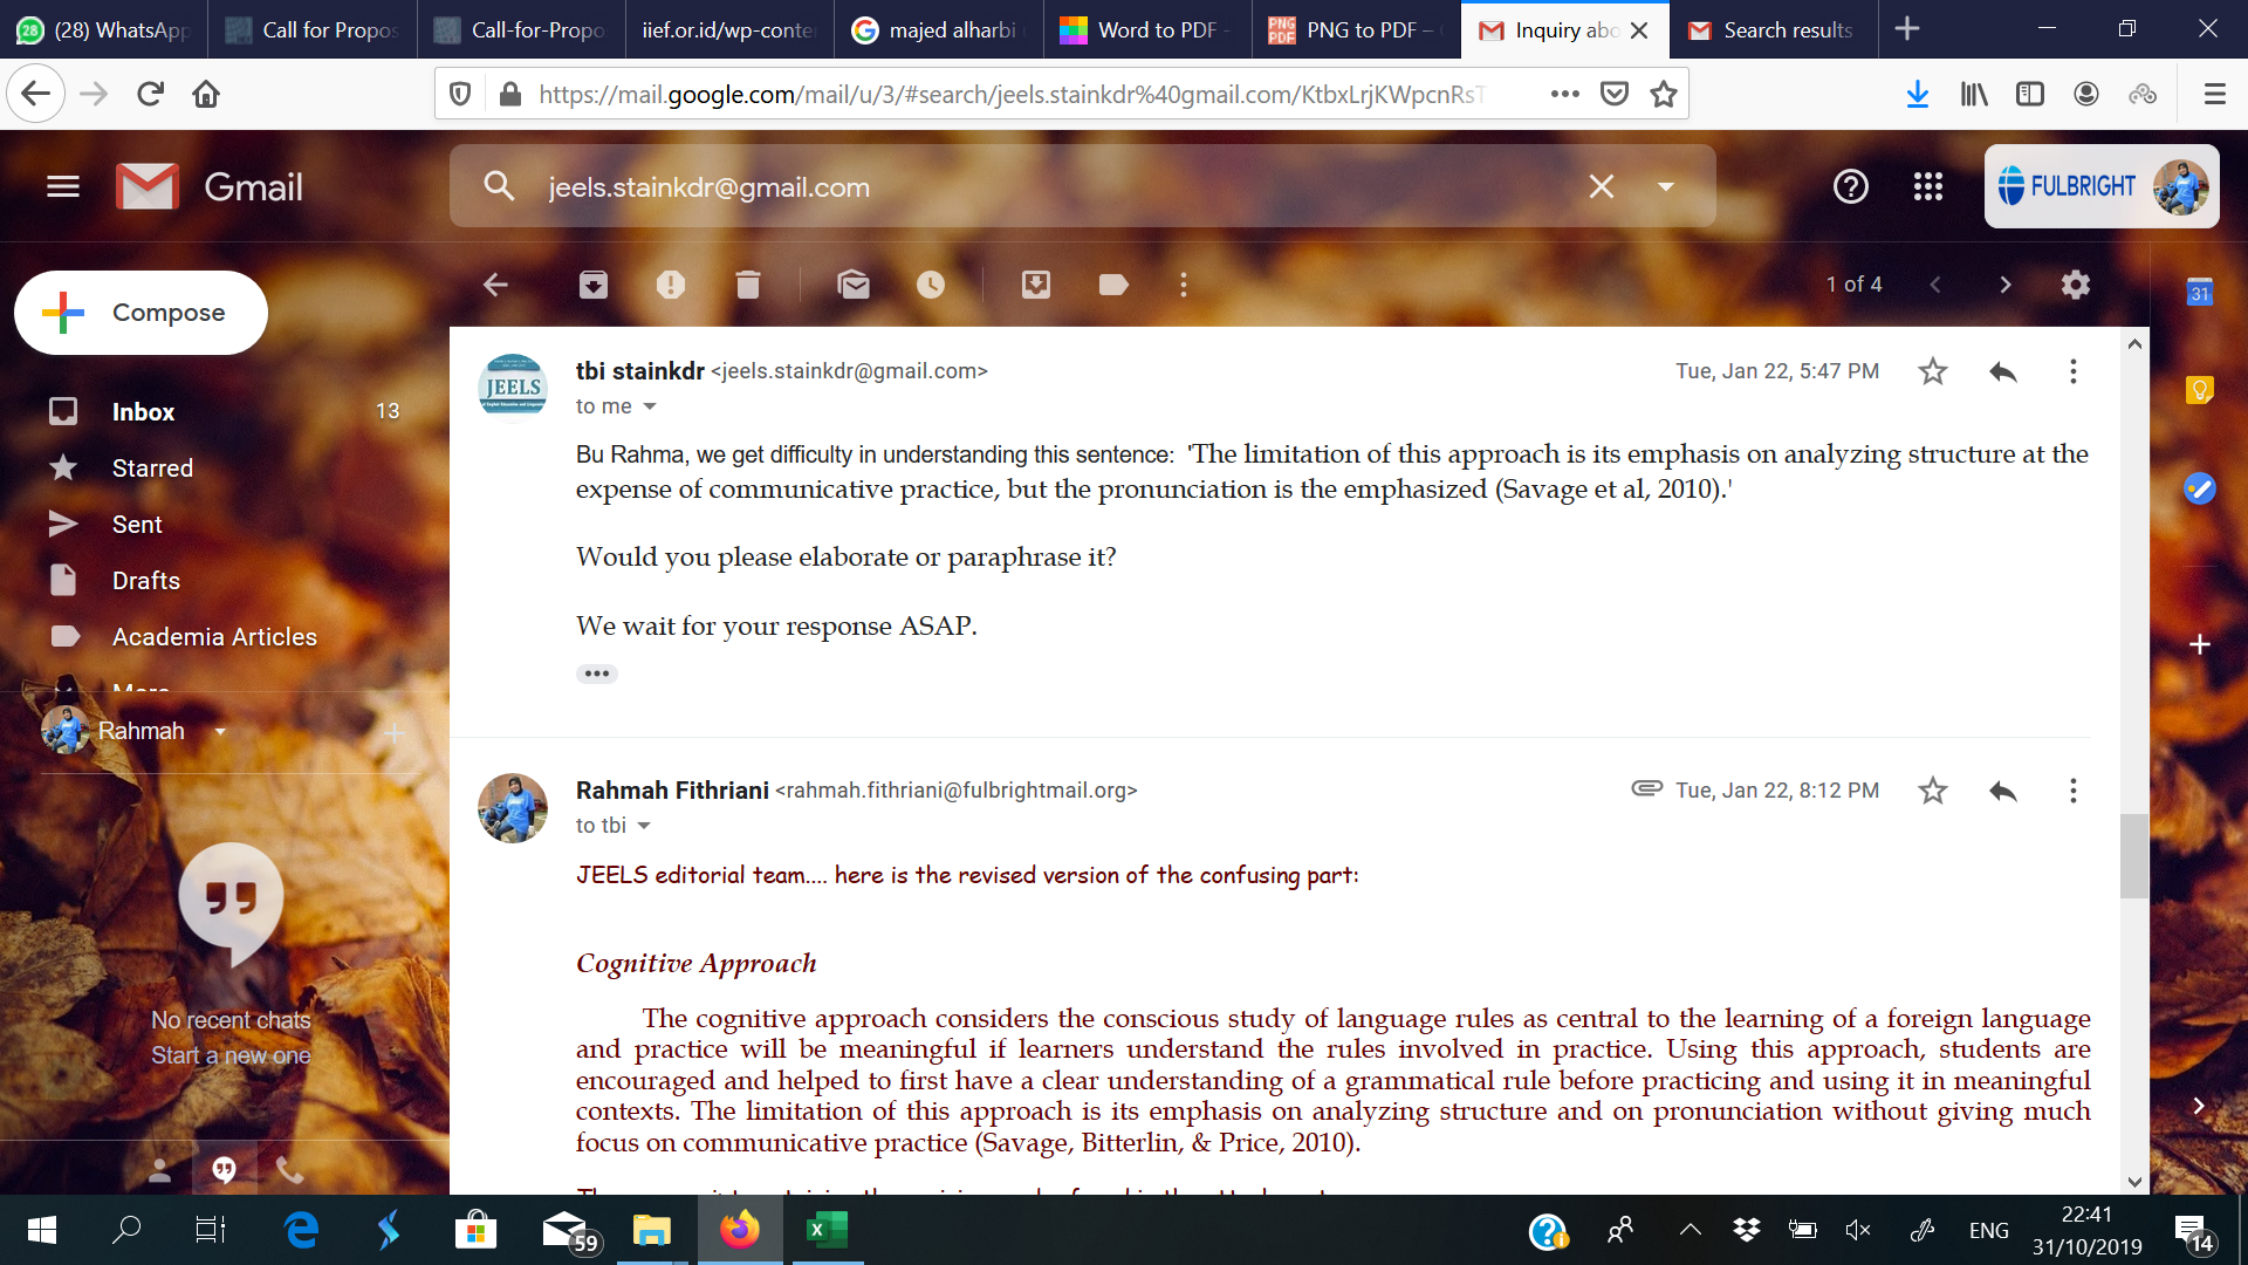 28 (28) WhatsApp Call for Propos Call-for-Propo iief.or.id/wp-conte majed alharbi Word to PDF - PNG PDF PNG to PDF – Inquiry abo Search results
https://mail.google.com/mail/u/3/#search/jeels.stainkdr%40gmail.com/KtbxLrjKWpcnRsT
Gmail jeels.stainkdr@gmail.com FULBRIGHT
Compose 1 of 4 31
JEELS tbi stainkdr <jeels.stainkdr@gmail.com> Tue, Jan 22, 5:47 PM
to me
Inbox 13
Starred
Sent
Drafts
Academia Articles
More
Rahmah
No recent chats
Start a new one
Bu Rahma, we get difficulty in understanding this sentence: 'The limitation of this approach is its emphasis on analyzing structure at the
expense of communicative practice, but the pronunciation is the emphasized (Savage et al, 2010).'
Would you please elaborate or paraphrase it?
We wait for your response ASAP.
Rahmah Fithriani <rahmah.fithriani@fulbrightmail.org> Tue, Jan 22, 8:12 PM
to tbi
JEELS editorial team.... here is the revised version of the confusing part:
Cognitive Approach
The cognitive approach considers the conscious study of language rules as central to the learning of a foreign language
and practice will be meaningful if learners understand the rules involved in practice. Using this approach, students are
encouraged and helped to first have a clear understanding of a grammatical rule before practicing and using it in meaningful
contexts. The limitation of this approach is its emphasis on analyzing structure and on pronunciation without giving much
focus on communicative practice (Savage, Bitterlin, & Price, 2010).
59 ENG 22:41
31/10/2019 14